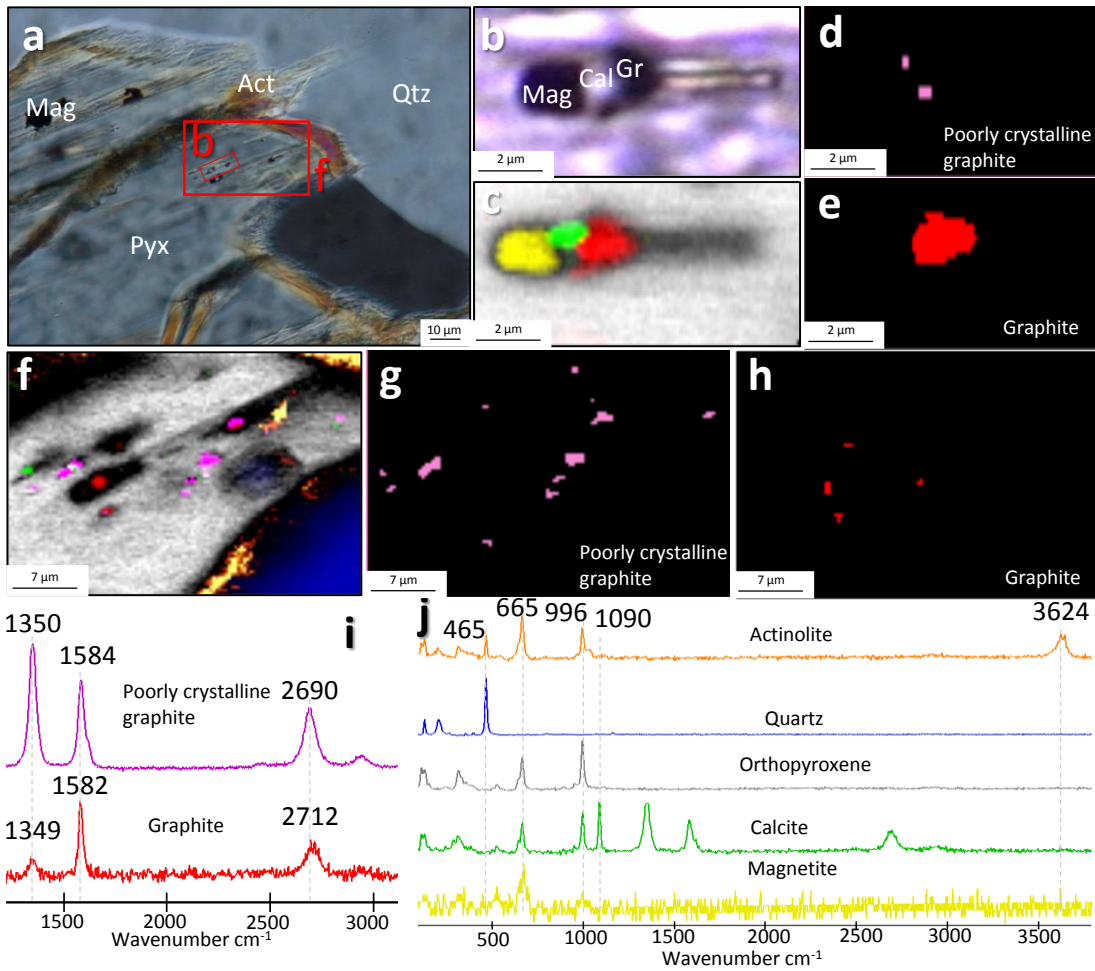 a
Mag
Act
Qtz
b
f
Pyx
10 µm
b
Mag
Cal
Gr
2 µm
c
2 µm
d
Poorly crystalline
graphite
2 µm
e
Graphite
2 µm
f
7 µm
g
Poorly crystalline
graphite
7 µm
h
Graphite
7 µm
i
1350
1584
Poorly crystalline
graphite
2690
1582
1349
Graphite
2712
1500
2000
2500
3000
Wavenumber cm⁻¹
j
465
665
996
1090
3624
Actinolite
Quartz
Orthopyroxene
Calcite
Magnetite
500
1000
1500
2000
2500
3000
3500
Wavenumber cm⁻¹